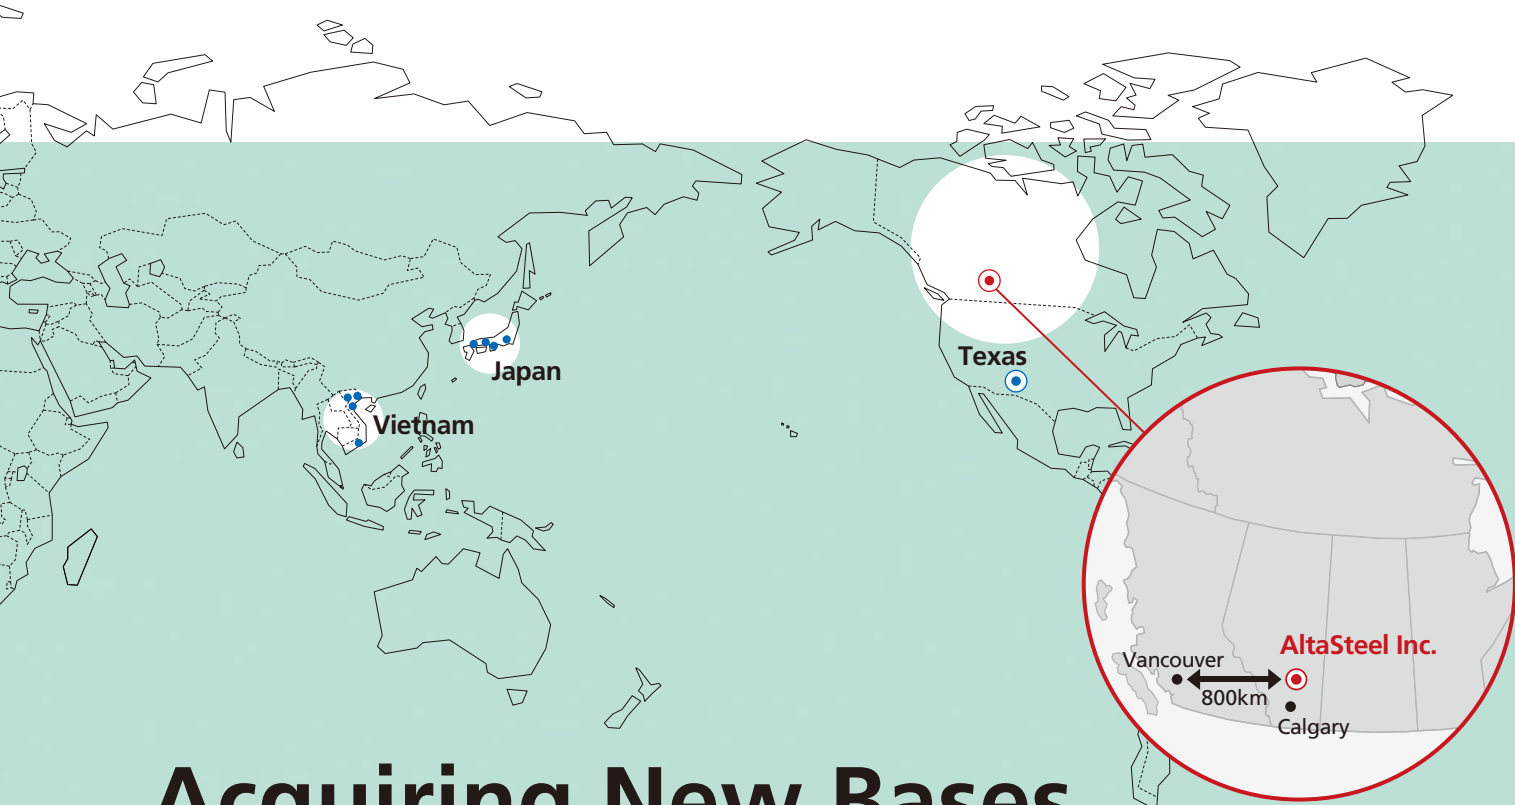 Texas
Japan
Vietnam
AltaSteel Inc.
Vancouver
800km
Calgary
Acquiring New Bases